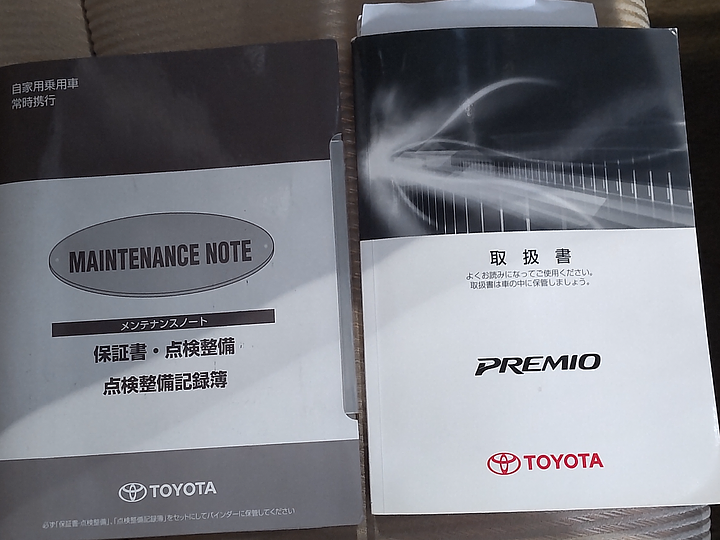 自家用乗用車
常時携行
MAINTENANCE NOTE
メンテナンスノート
保証書・点検整備
点検整備記録簿
TOYOTA
必ず「保証書・点検整備」、「点検整備記録簿」をセットにしてバインダーに保管してください
取扱書
よくお読みになってご使用ください。
取扱書は車の中に保管しましょう。
PREMIO
TOYOTA